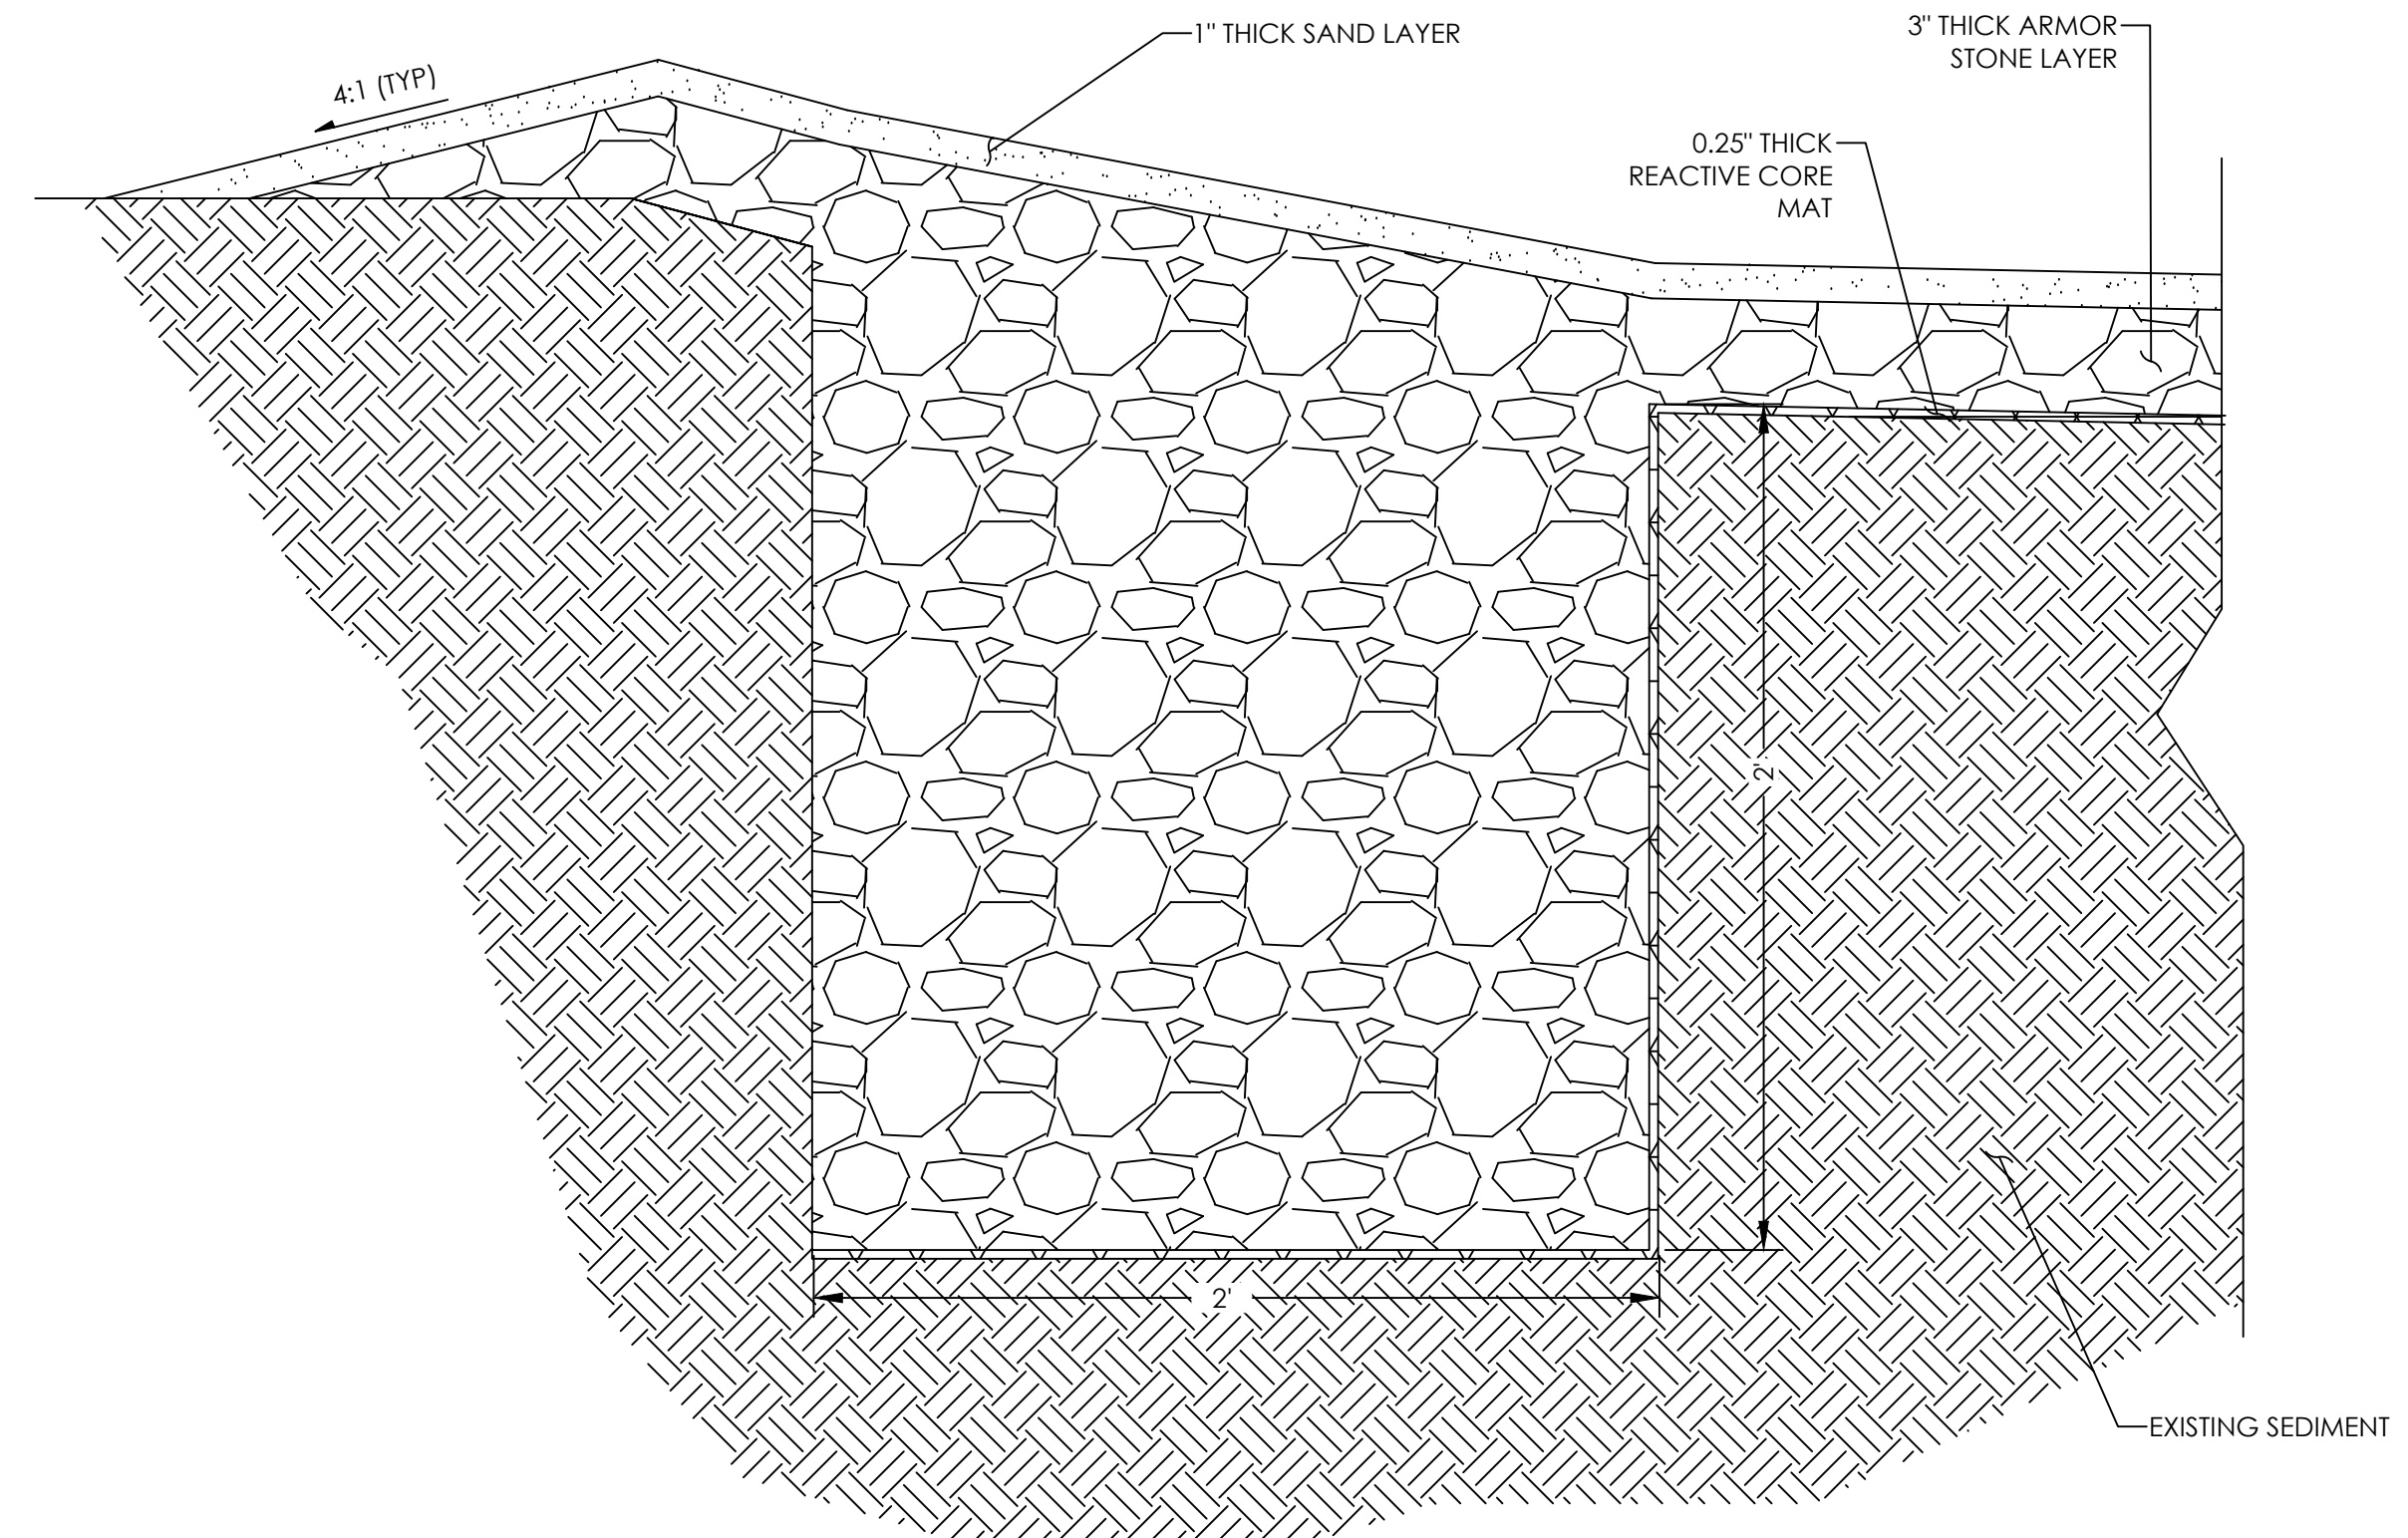 1" THICK SAND LAYER
3" THICK ARMOR
STONE LAYER
4:1 (TYP)
0.25" THICK
REACTIVE CORE
MAT
2'
2'
EXISTING SEDIMENT